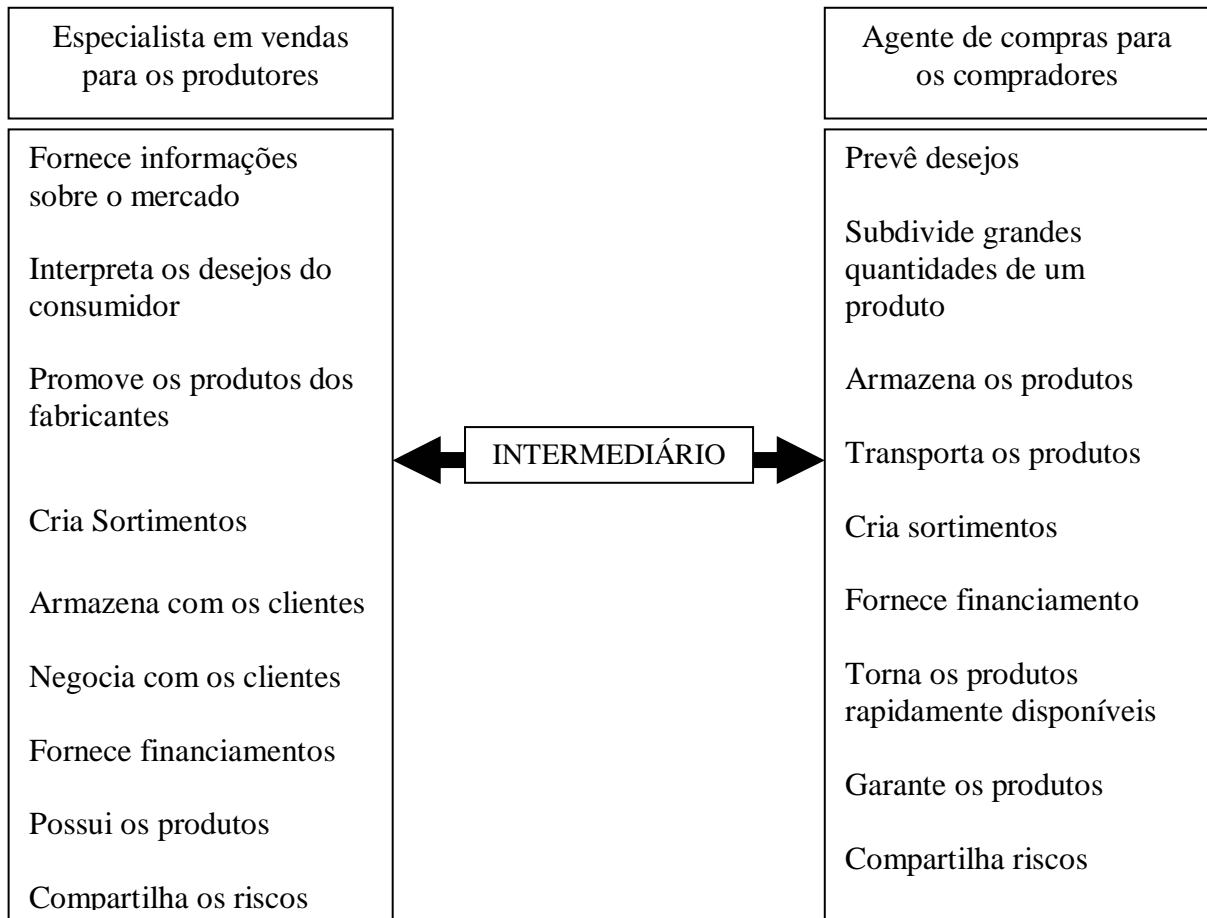 Especialista em vendas
para os produtores
Fornece informações
sobre o mercado
Interpreta os desejos do
consumidor
Promove os produtos dos
fabricantes
Cria Sortimentos
Armazena com os clientes
Negocia com os clientes
Fornece financiamentos
Possui os produtos
Compartilha os riscos
INTERMEDIÁRIO
Agente de compras para
os compradores
Prevê desejos
Subdivide grandes
quantidades de um
produto
Armazena os produtos
Transporta os produtos
Cria sortimentos
Fornece financiamento
Torna os produtos
rapidamente disponíveis
Garante os produtos
Compartilha riscos